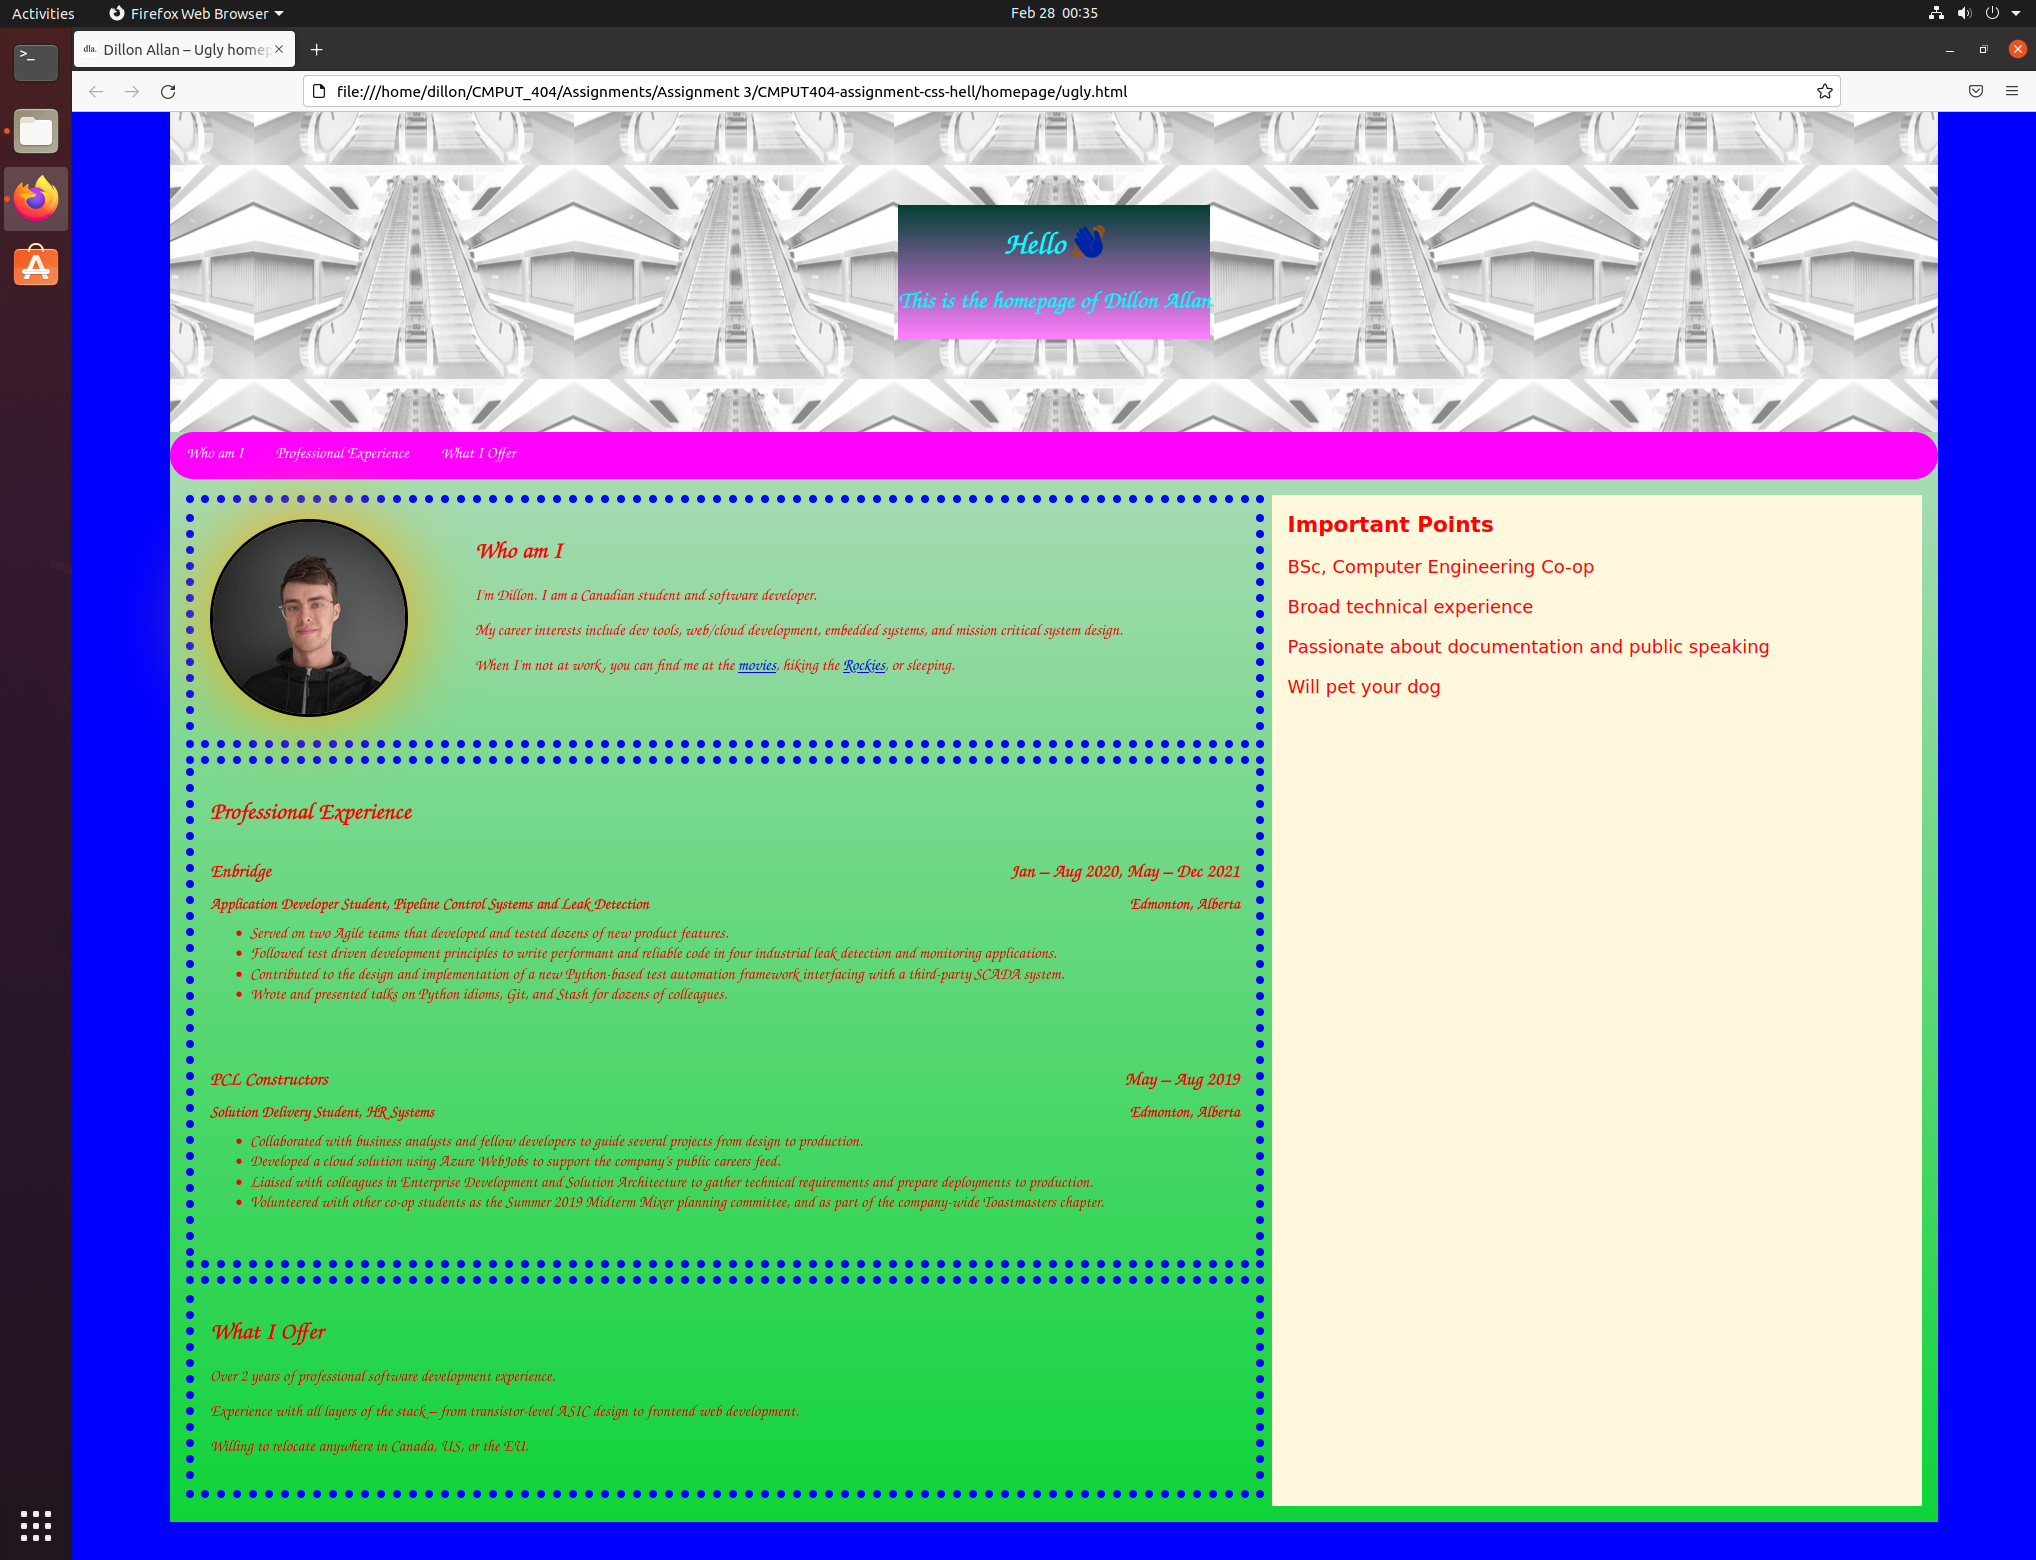 Activities
Firefox Web Browser
Feb 28 00:35
dla.
Dillon Allan – Ugly homep
file:///home/dillon/CMPUT_404/Assignments/Assignment 3/CMPUT404-assignment-css-hell/homepage/ugly.html
Hello 👋
This is the homepage of Dillon Allan
Who am I
Professional Experience
What I Offer
Who am I
I'm Dillon. I am a Canadian student and software developer.
My career interests include dev tools, web/cloud development, embedded systems, and mission critical system design.
When I'm not at work, you can find me at the movies, hiking the Rockies, or sleeping.
Professional Experience
Enbridge
Jan – Aug 2020, May – Dec 2021
Application Developer Student, Pipeline Control Systems and Leak Detection
Edmonton, Alberta
• Served on two Agile teams that developed and tested dozens of new product features.
• Followed test driven development principles to write performant and reliable code in four industrial leak detection and monitoring applications.
• Contributed to the design and implementation of a new Python-based test automation framework interfacing with a third-party SCADA system.
• Wrote and presented talks on Python idioms, Git, and Stash for dozens of colleagues.
PCL Constructors
May – Aug 2019
Solution Delivery Student, HR Systems
Edmonton, Alberta
• Collaborated with business analysts and fellow developers to guide several projects from design to production.
• Developed a cloud solution using Azure WebJobs to support the company's public careers feed.
• Liaised with colleagues in Enterprise Development and Solution Architecture to gather technical requirements and prepare deployments to production.
• Volunteered with other co-op students as the Summer 2019 Midterm Mixer planning committee, and as part of the company-wide Toastmasters chapter.
What I Offer
Over 2 years of professional software development experience.
Experience with all layers of the stack – from transistor-level ASIC design to frontend web development.
Willing to relocate anywhere in Canada, US, or the EU.
Important Points
BSc, Computer Engineering Co-op
Broad technical experience
Passionate about documentation and public speaking
Will pet your dog